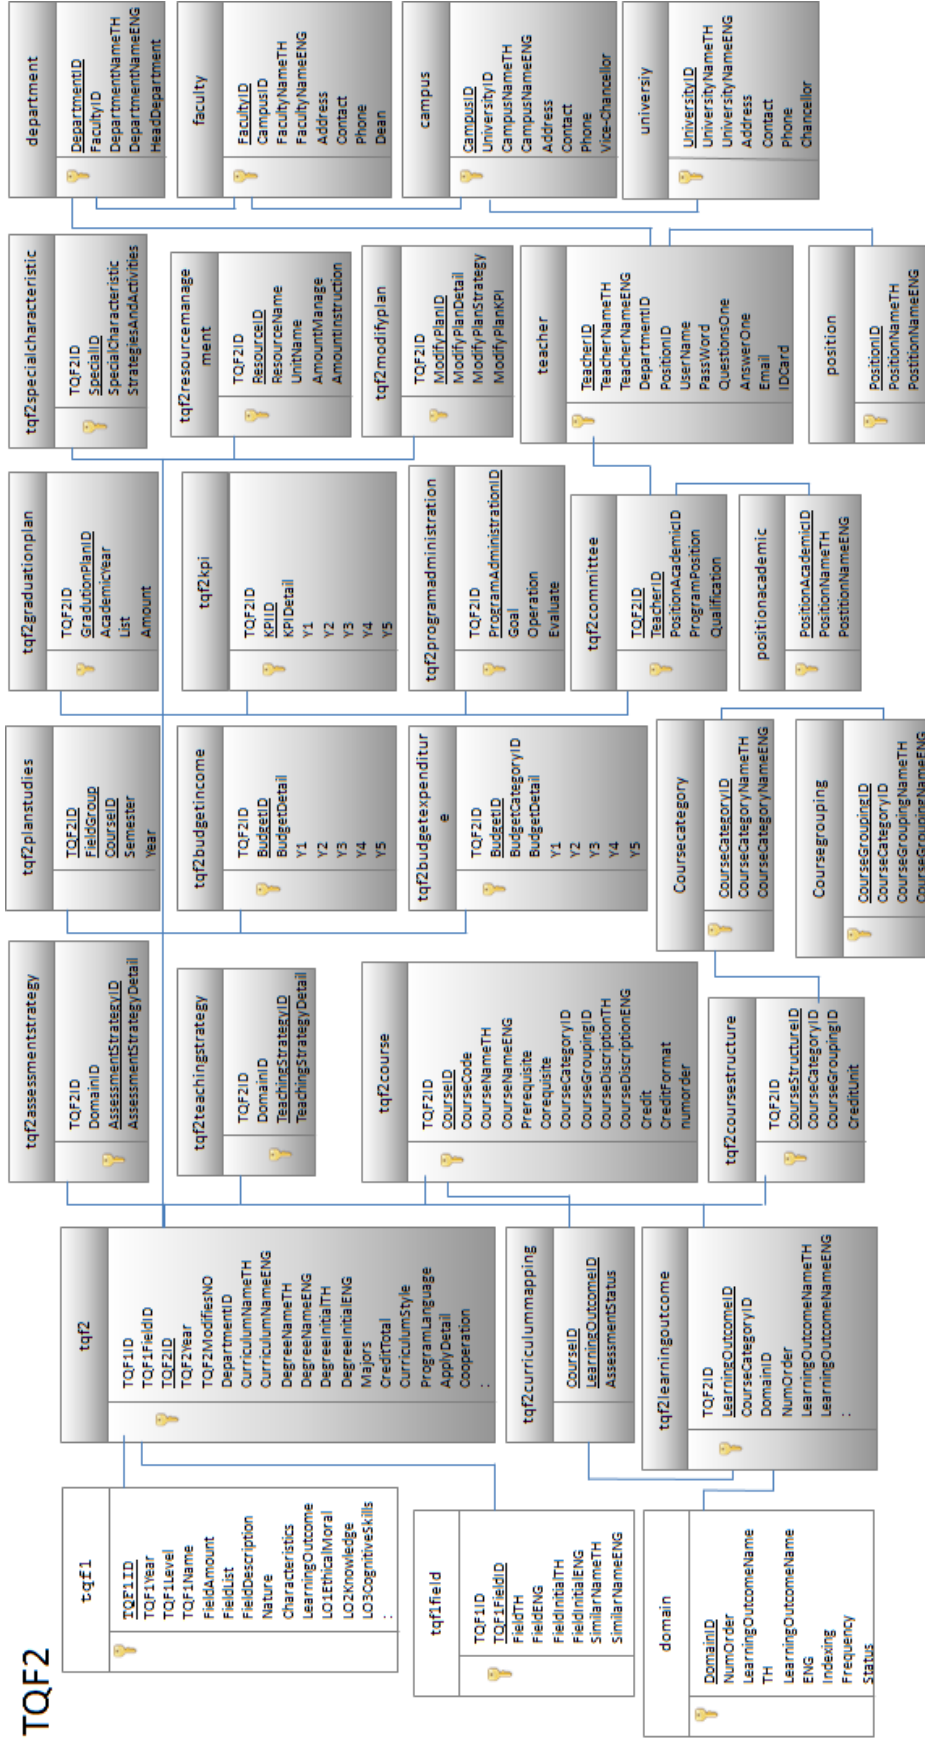 TQF2
tqf1
TQF1ID
TQF1Year
TQF1Level
TQF1Name
FieldAmount
FieldList
FieldDescription
Nature
Characteristics
LearningOutcome
LO1EthicalMoral
LO2Knowledge
LO3CognitiveSkills
:
tqf1field
TQF1ID
TQF1FieldID
FieldTH
FieldENG
FieldInitialTH
FieldInitialENG
SimilarNameTH
SimilarNameENG
domain
DomainID
NumOrder
LearningOutcomeName
TH
LearningOutcomeName
ENG
Indexing
Frequency
Status
tqf2
TQF1ID
TQF1FieldID
TQF2ID
TQF2Year
TQF2ModifiesNO
DepartmentID
CurriculumNameTH
CurriculumNameENG
DegreeNameTH
DegreeNameENG
DegreeInitialTH
DegreeInitialENG
Majors
CreditTotal
CurriculumStyle
ProgramLanguage
ApplyDetail
Cooperation
:
tqf2curriculummapping
CourseID
LearningOutcomeID
AssessmentStatus
tqf2learningoutcome
TQF2ID
LearningOutcomeID
CourseCategoryID
DomainID
NumOrder
LearningOutcomeNameTH
LearningOutcomeNameENG
:
tqf2assessmentstrategy
TQF2ID
DomainID
AssessmentStrategyID
AssessmentStrategyDetail
tqf2teachingstrategy
TQF2ID
DomainID
TeachingStrategyID
TeachingStrategyDetail
tqf2course
TQF2ID
CourseID
CourseCode
CourseNameTH
CourseNameENG
Prerequisite
Corequisite
CourseCategoryID
CourseGroupingID
CourseDiscriptionTH
CourseDiscriptionENG
Credit
CreditFormat
numorder
tqf2coursestructure
TQF2ID
CourseStructureID
CourseCategoryID
CourseGroupingID
CreditUnit
tqf2planstudies
TQF2ID
FieldGroup
CourseID
Semester
Year
tqf2budgetincome
TQF2ID
BudgetID
BudgetDetail
Y1
Y2
Y3
Y4
Y5
tqf2budgetexpenditur
e
TQF2ID
BudgetID
BudgetCategoryID
BudgetDetail
Y1
Y2
Y3
Y4
Y5
Coursecategory
CourseCategoryID
CourseCategoryNameTH
CourseCategoryNameENG
Coursegrouping
CourseGroupingID
CourseCategoryID
CourseGroupingNameTH
CourseGroupingNameENG
tqf2graduationplan
TQF2ID
GradutionPlanID
AcademicYear
List
Amount
tqf2kpi
TQF2ID
KPIID
KPIDetail
Y1
Y2
Y3
Y4
Y5
tqf2programadministration
TQF2ID
ProgramAdministrationID
Goal
Operation
Evaluate
tqf2committee
TQF2ID
TeacherID
PositionAcademicID
ProgramPosition
Qualification
positionacademic
PositionAcademicID
PostionNameTH
PositionNameENG
tqf2specialcharacteristic
TQF2ID
SpecialID
SpecialCharacteristic
StrategiesAndActivities
tqf2resourcemanage
ment
TQF2ID
ResourceID
ResourceName
UnitName
AmountManage
AmountInstruction
tqf2modifyplan
TQF2ID
ModifyPlanID
ModifyPlanDetail
ModifyPlanStrategy
ModifyPlanKPI
teacher
TeacherID
TeacherNameTH
TeacherNameENG
DepartmentID
PositionID
UserName
PassWord
QuestionsOne
AnswerOne
Email
IDCard
position
PositionID
PositionNameTH
PostitionNameENG
department
DepartmentID
FacultyID
DepartmentNameTH
DepartmentNameENG
HeadDepartment
faculty
FacultyID
CampusID
FacultyNameTH
FacultyNameENG
Address
Contact
Phone
Dean
campus
CampusID
UniversityID
CampusNameTH
CampusNameENG
Address
Contact
Phone
Vice-Chancellor
universiy
UniversityID
UniversityNameTH
UniversityNameENG
Address
Contact
Phone
Chancellor